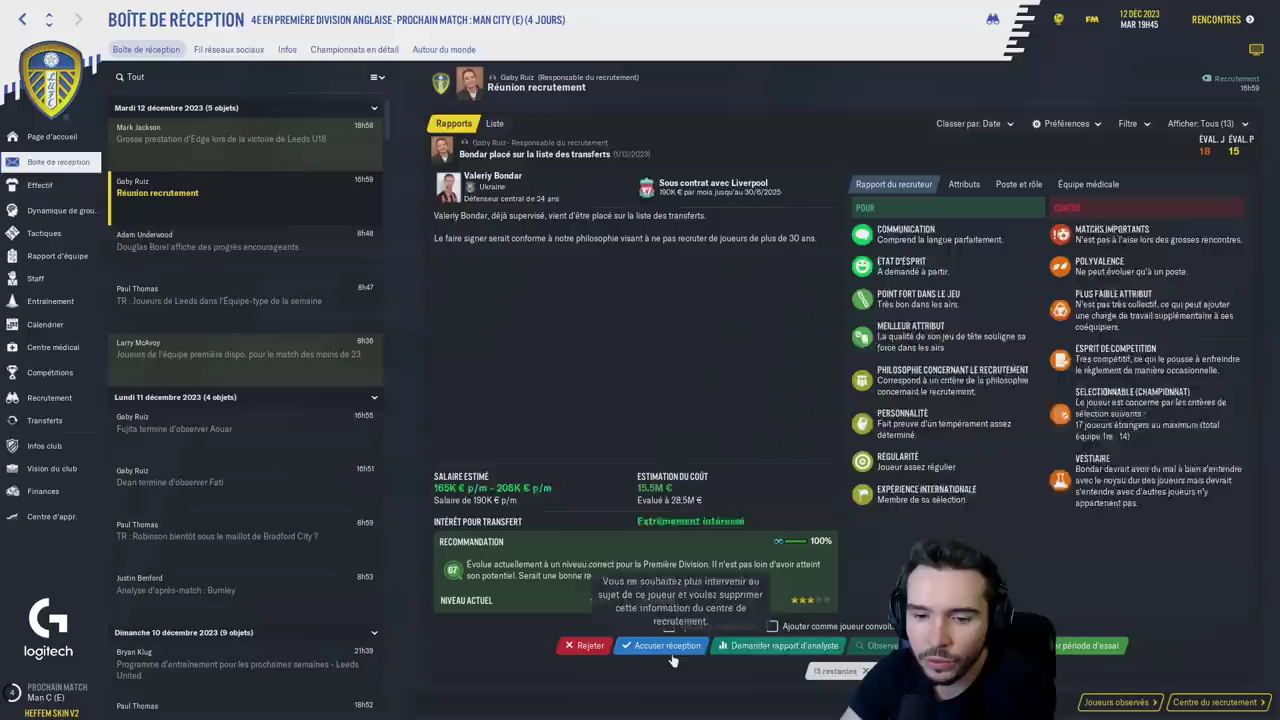 BOÎTE DE RÉCEPTION
4E EN PREMIÈRE DIVISION ANGLAISE - PROCHAIN MATCH : MAN CITY (E) (4 JOURS)
FM
12 DÉC 2023
MAR 19H45
RENCONTRES
Boîte de réception
Fil réseaux sociaux
Infos
Championnats en détail
Autour du monde
Page d'accueil
Boîte de réception
Effectif
Dynamique de grou...
Tactiques
Rapport d'équipe
Staff
Entraînement
Calendrier
Centre médical
Compétitions
Recrutement
Transferts
Infos club
Vision du club
Finances
Centre d'appr.
logitech
4
PROCHAIN MATCH
Man C (E)
HEFFEM SKIN V2
Tout
Mardi 12 décembre 2023 (5 objets)
Mark Jackson
18h58
Grosse prestation d'Edge lors de la victoire de Leeds U18
Gaby Ruiz
16h59
Réunion recrutement
Adam Underwood
8h48
Douglas Borel affiche des progrès encourageants.
Paul Thomas
8h47
TR : Joueurs de Leeds dans l'Équipe-type de la semaine
Larry McAvoy
8h36
Joueurs de l'équipe première dispo. pour le match des moins de 23
Lundi 11 décembre 2023 (4 objets)
Gaby Ruiz
16h55
Fujita termine d'observer Aouar
Gaby Ruiz
16h51
Dean termine d'observer Fati
Paul Thomas
8h59
TR : Robinson bientôt sous le maillot de Bradford City ?
Justin Benford
8h53
Analyse d'après-match : Burnley
Dimanche 10 décembre 2023 (9 objets)
Bryan Klug
21h39
Programme d'entraînement pour les prochaines semaines - Leeds
United
Paul Thomas
18h52
Gaby Ruiz (Responsable du recrutement)
Réunion recrutement
Recrutement
16h59
Rapports
Liste
Classer par: Date
Préférences
Filtre
Afficher: Tous (13)
Gaby Ruiz - Responsable du recrutement
Bondar placé sur la liste des transferts (1/12/2023)
ÉVAL. J
18
ÉVAL. P
15
Valeriy Bondar
Ukraine
Défenseur central de 24 ans
Sous contrat avec Liverpool
190K € par mois jusqu'au 30/6/2025
Valeriy Bondar, déjà supervisé, vient d'être placé sur la liste des transferts.
Le faire signer serait conforme à notre philosophie visant à ne pas recruter de joueurs de plus de 30 ans.
Rapport du recruteur
Attributs
Poste et rôle
Équipe médicale
POUR
COMMUNICATION
Comprend la langue parfaitement.
ÉTAT D'ESPRIT
A demandé à partir.
POINT FORT DANS LE JEU
Très bon dans les airs.
MEILLEUR ATTRIBUT
La qualité de son jeu de tête souligne sa
force dans les airs
PHILOSOPHIE CONCERNANT LE RECRUTEMENT
Correspond à un critère de la philosophie
concernant le recrutement.
PERSONNALITÉ
Fait preuve d'un tempérament assez
déterminé.
RÉGULARITÉ
Joueur assez régulier
EXPÉRIENCE INTERNATIONALE
Membre de sa sélection.
CONTRE
MATCHS IMPORTANTS
N'est pas à l'aise lors des grosses rencontres.
POLYVALENCE
Ne peut évoluer qu'à un poste.
PLUS FAIBLE ATTRIBUT
N'est pas très collectif, ce qui peut ajouter
une charge de travail supplémentaire à ses
coéquipiers.
ESPRIT DE COMPÉTITION
Très compétitif, ce qui le pousse à enfreindre
le règlement de manière occasionnelle.
SÉLECTIONNABLE (CHAMPIONNAT)
Le joueur est concerné par les critères de
sélection suivants :
17 joueurs étrangers au maximum (total
équipe 1re : 14)
VESTIAIRE
Bondar devrait avoir du mal à bien s'entendre
avec le noyau dur des joueurs mais devrait
s'entendre avec d'autres joueurs n'y
appartenant pas.
SALAIRE ESTIMÉ
165K € p/m - 205K € p/m
Salaire de 190K € p/m
ESTIMATION DU COÛT
15.5M €
Évalué à 28.5M €
INTÉRÊT POUR TRANSFERT
Extrêmement intéressé
RECOMMANDATION
100%
67
Évolue actuellement à un niveau correct pour la Première Division. Il n'est pas loin d'avoir atteint
son potentiel. Serait une bonne re
NIVEAU ACTUEL
Vous ne souhaitez plus intervenir au
sujet de ce joueur et voulez supprimer
cette information du centre de
recrutement.
Ajouter comme joueur convoit
Rejeter
Accuser réception
Demander rapport d'analyste
Observe
er période d'essai
13 restantes
Joueurs observés
Centre du recrutement